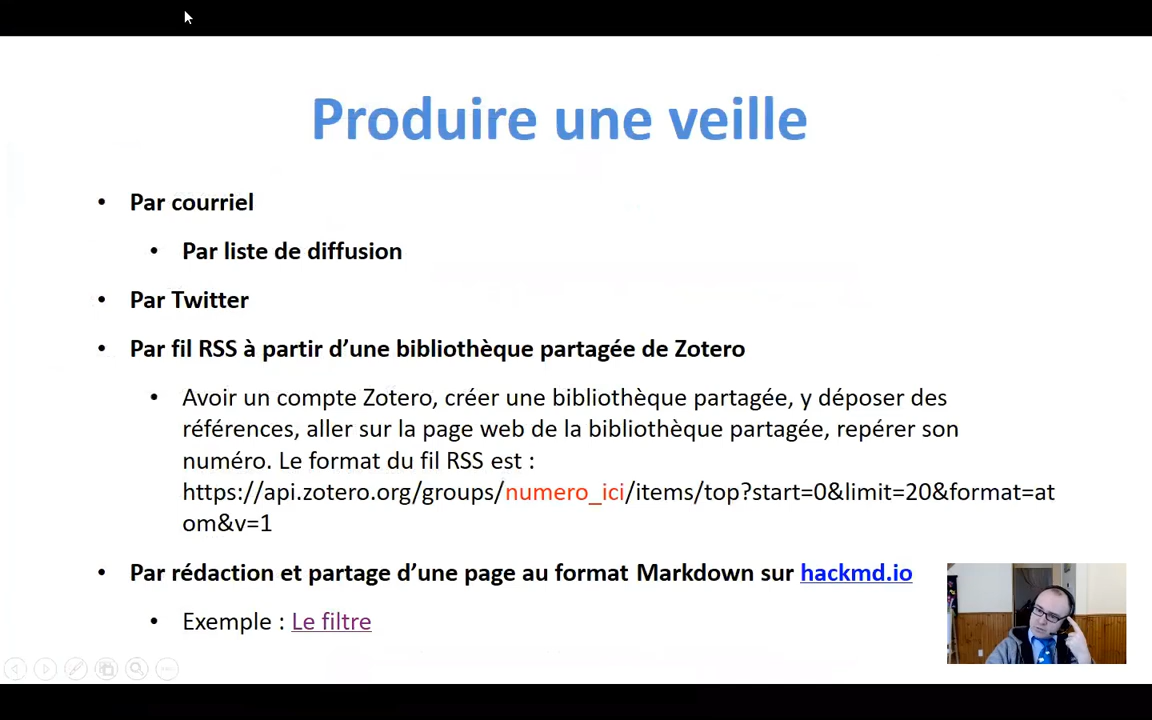 Produire une veille
• Par courriel
• Par liste de diffusion
• Par Twitter
• Par fil RSS à partir d’une bibliothèque partagée de Zotero
• Avoir un compte Zotero, créer une bibliothèque partagée, y déposer des
références, aller sur la page web de la bibliothèque partagée, repérer son
numéro. Le format du fil RSS est :
https://api.zotero.org/groups/numero_ici/items/top?start=0&limit=20&format=at
om&v=1
• Par rédaction et partage d’une page au format Markdown sur hackmd.io
• Exemple : Le filtre